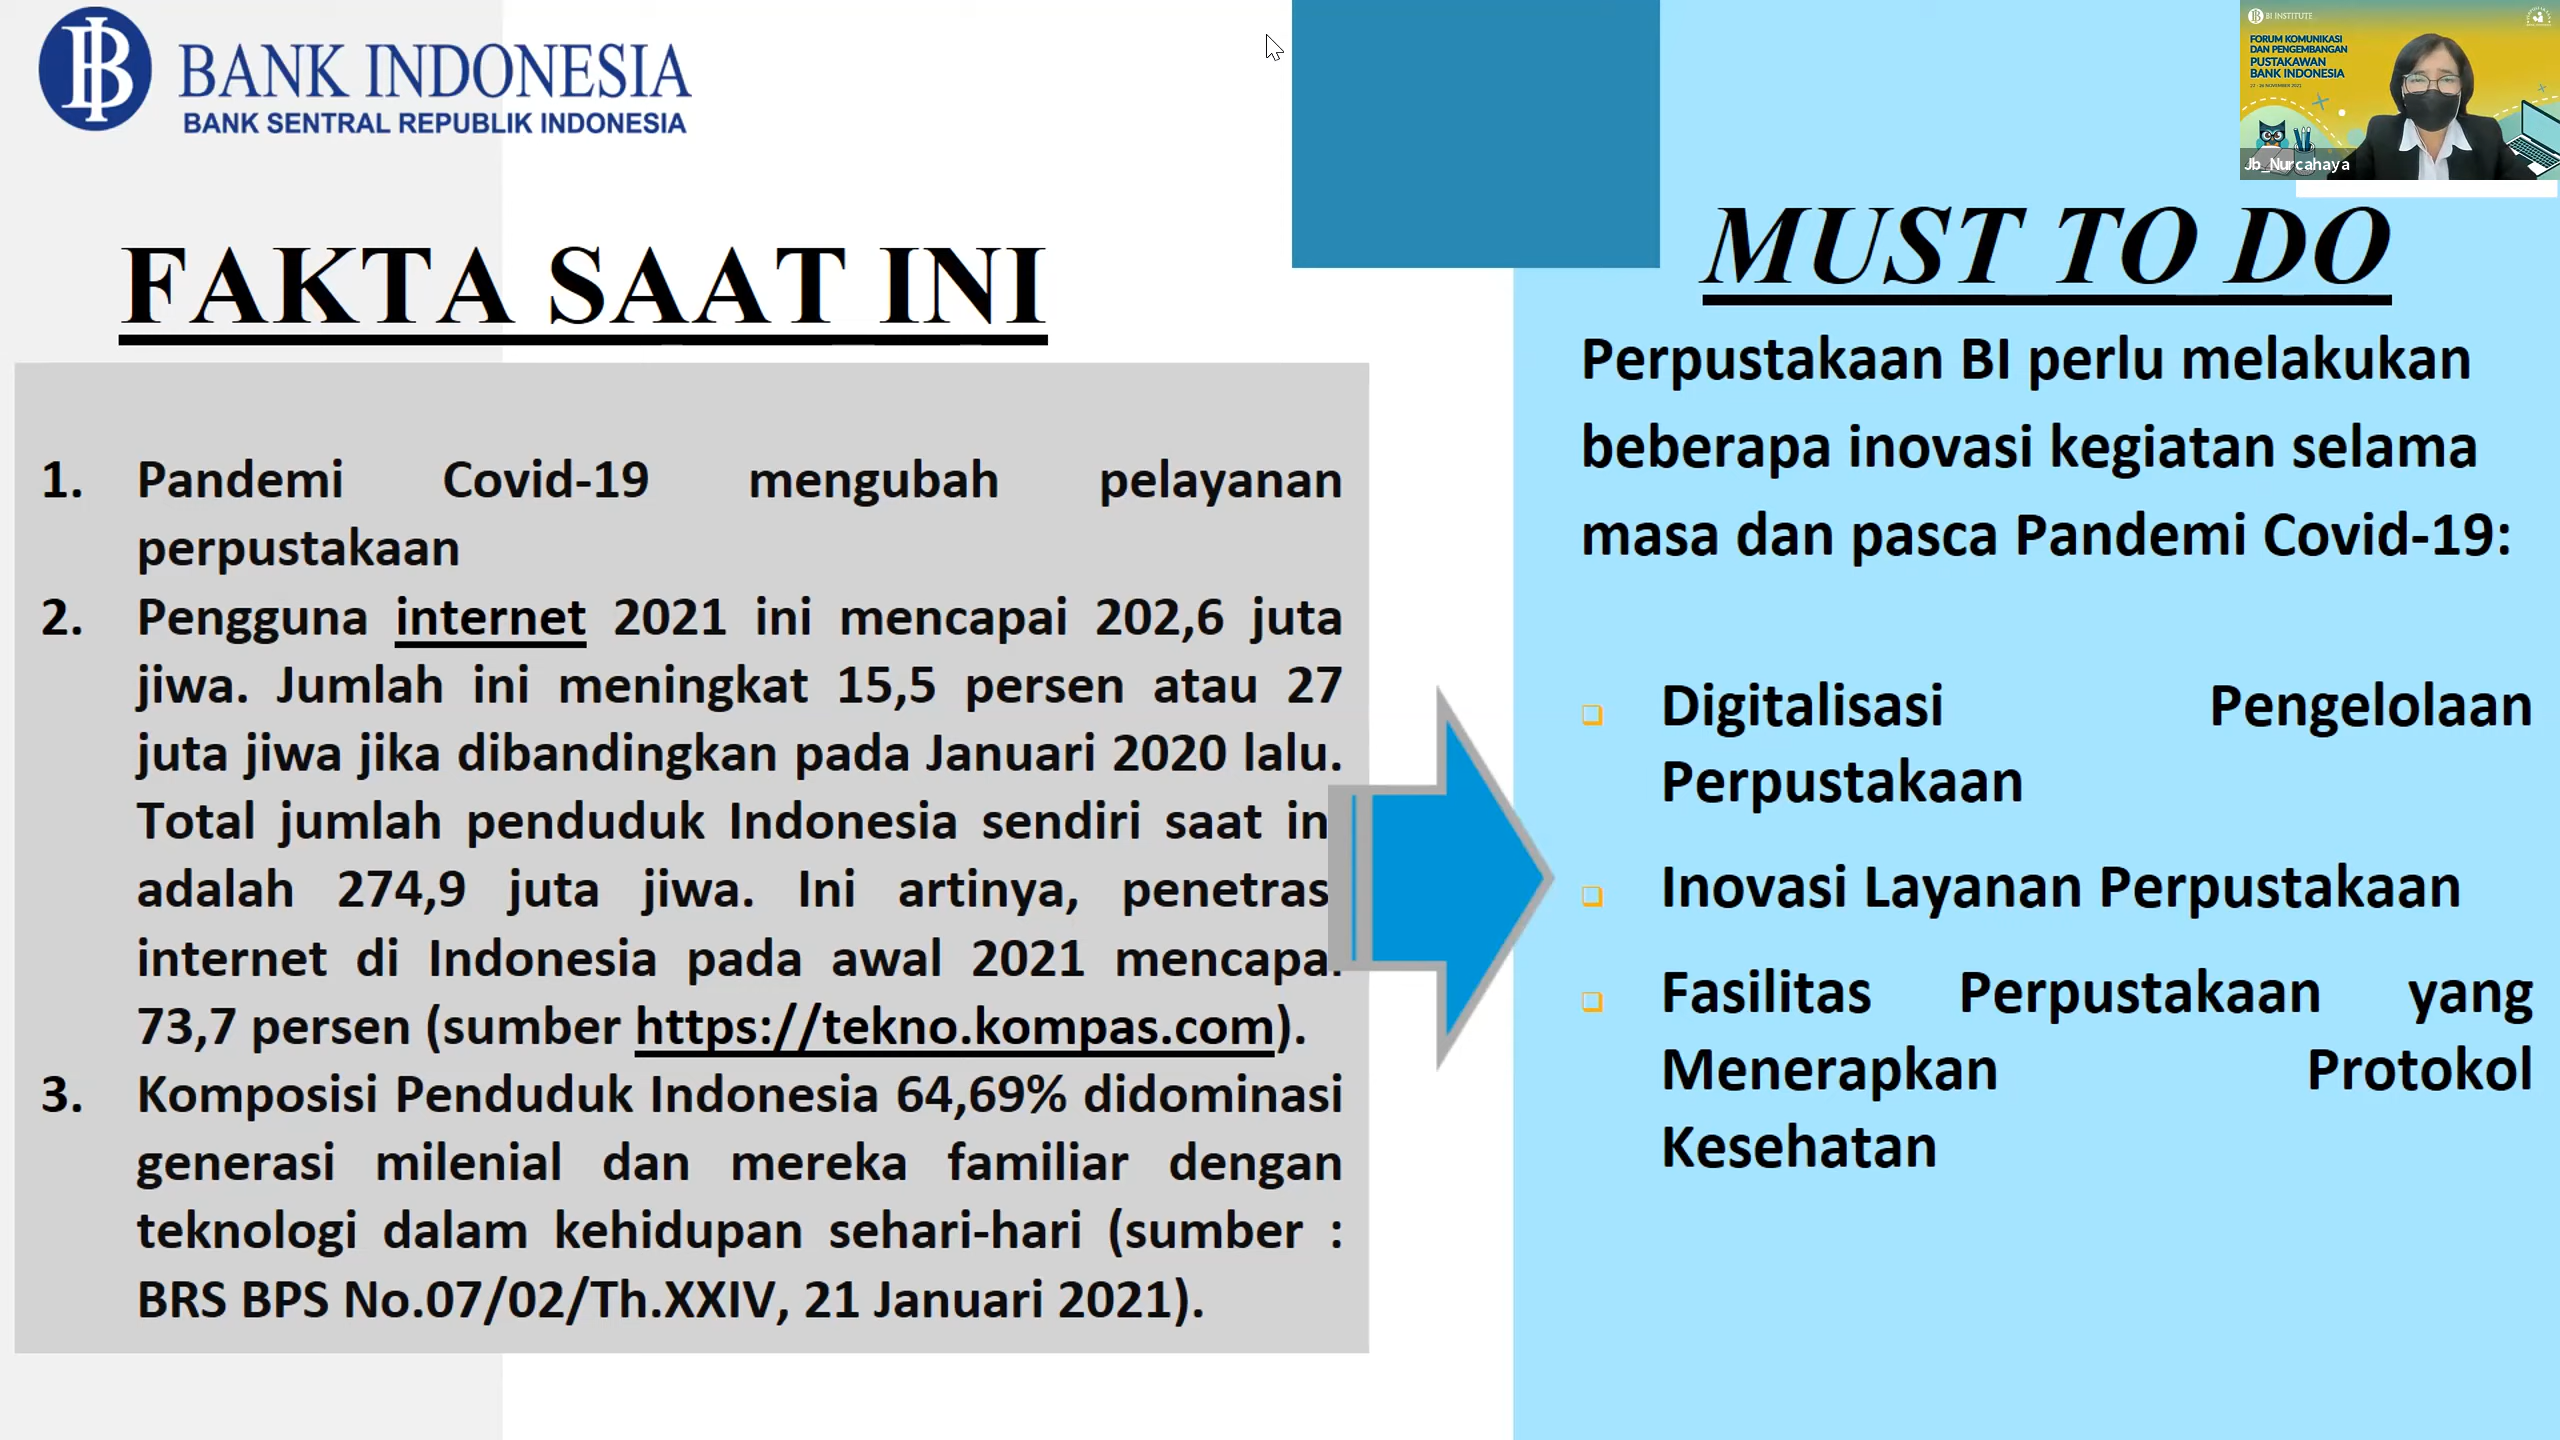 BANK INDONESIA
BANK SENTRAL REPUBLIK INDONESIA
FAKTA SAAT INI
1. Pandemi Covid-19 mengubah pelayanan
perpustakaan
2. Pengguna internet 2021 ini mencapai 202,6 juta
jiwa. Jumlah ini meningkat 15,5 persen atau 27
juta jiwa jika dibandingkan pada Januari 2020 lalu.
Total jumlah penduduk Indonesia sendiri saat in
adalah 274,9 juta jiwa. Ini artinya, penetras
internet di Indonesia pada awal 2021 mencapai
73,7 persen (sumber https://tekno.kompas.com).
3. Komposisi Penduduk Indonesia 64,69% didominasi
generasi milenial dan mereka familiar dengan
teknologi dalam kehidupan sehari-hari (sumber :
BRS BPS No.07/02/Th.XXIV, 21 Januari 2021).
MUST TO DO
Perpustakaan BI perlu melakukan
beberapa inovasi kegiatan selama
masa dan pasca Pandemi Covid-19:
Digitalisasi Pengelolaan
Perpustakaan
Inovasi Layanan Perpustakaan
Fasilitas Perpustakaan yang
Menerapkan Protokol
Kesehatan
BI INSTITUTE
FORUM KOMUNIKASI
DAN PENGEMBANGAN
PUSTAKAWAN
BANK INDONESIA
Jb_Nurcahaya